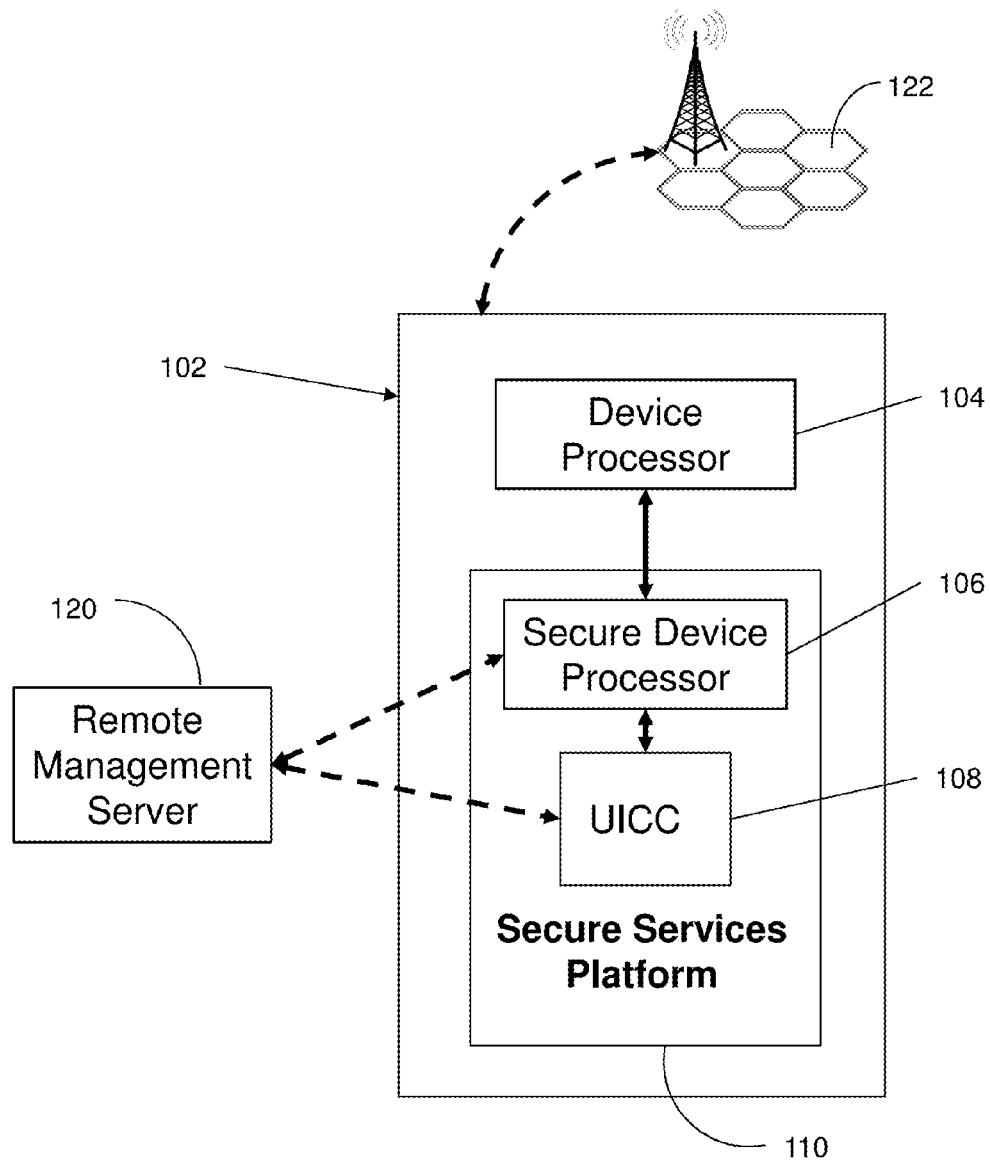 122
102
Device
Processor
104
106
Secure Device
Processor
120
Remote
Management
Server
UICC
108
Secure Services
Platform
110